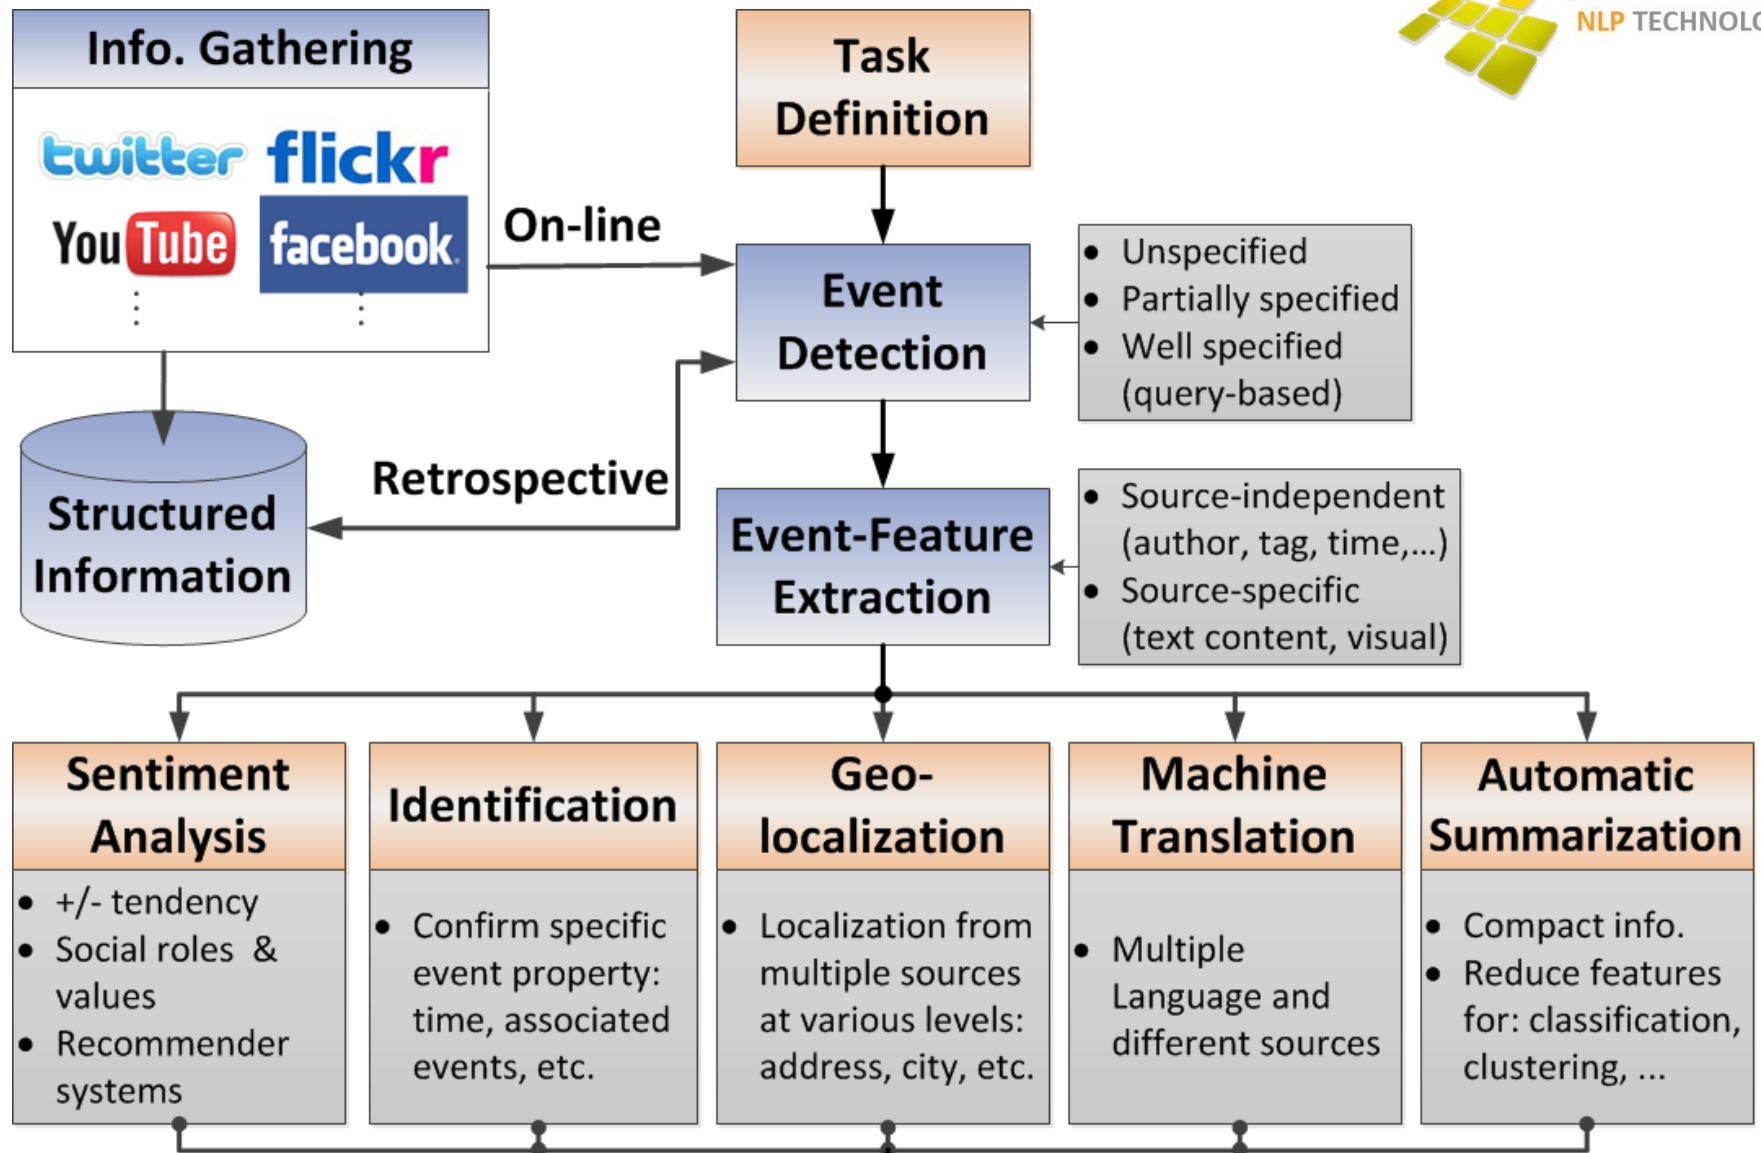 Info. Gathering
twitter flickr
YouTube facebook.
NLP TECHNOLO
Task
Definition
On-line
Event
Detection
• Unspecified
• Partially specified
• Well specified
(query-based)
Retrospective
Structured
Information
Event-Feature
Extraction
• Source-independent
(author, tag, time,...)
• Source-specific
(text content, visual)
Sentiment
Analysis
• +/- tendency
• Social roles &
values
• Recommender
systems
Identification
• Confirm specific
event property:
time, associated
events, etc.
Geo-
localization
• Localization from
multiple sources
at various levels:
address, city, etc.
Machine
Translation
• Multiple
Language and
different sources
Automatic
Summarization
• Compact info.
• Reduce features
for: classification,
clustering, ...